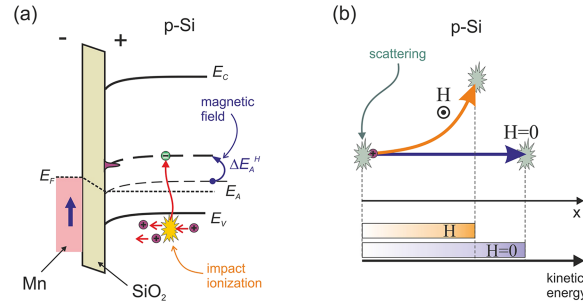 (a)
p-Si
-
+
E_C
magnetic
field
ΔE_A^H
E_F
E_A
E_V
Mn
SiO₂
impact
ionization
(b)
p-Si
scattering
H
H=0
x
H
H=0
kinetic
energy